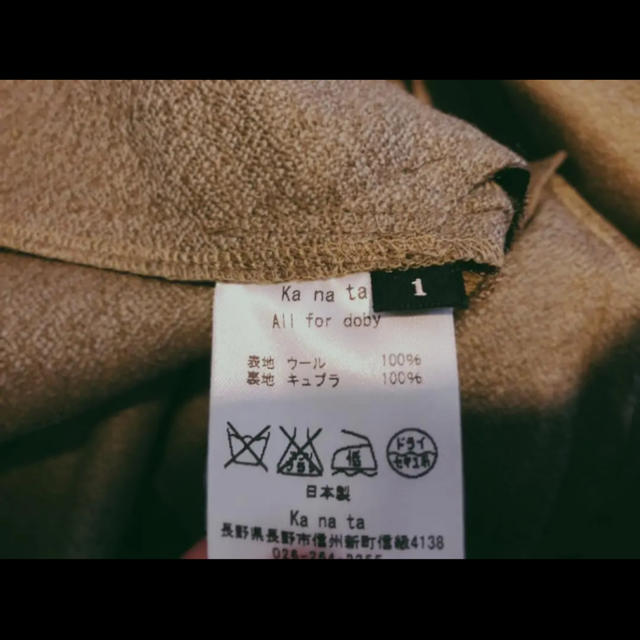 Ka na ta
1
All for doby
表地 ウール 100%
裏地 キュプラ 100%
低
ドライ
セキユ系
日本製
Ka na ta
長野県長野市信州新町信級4138